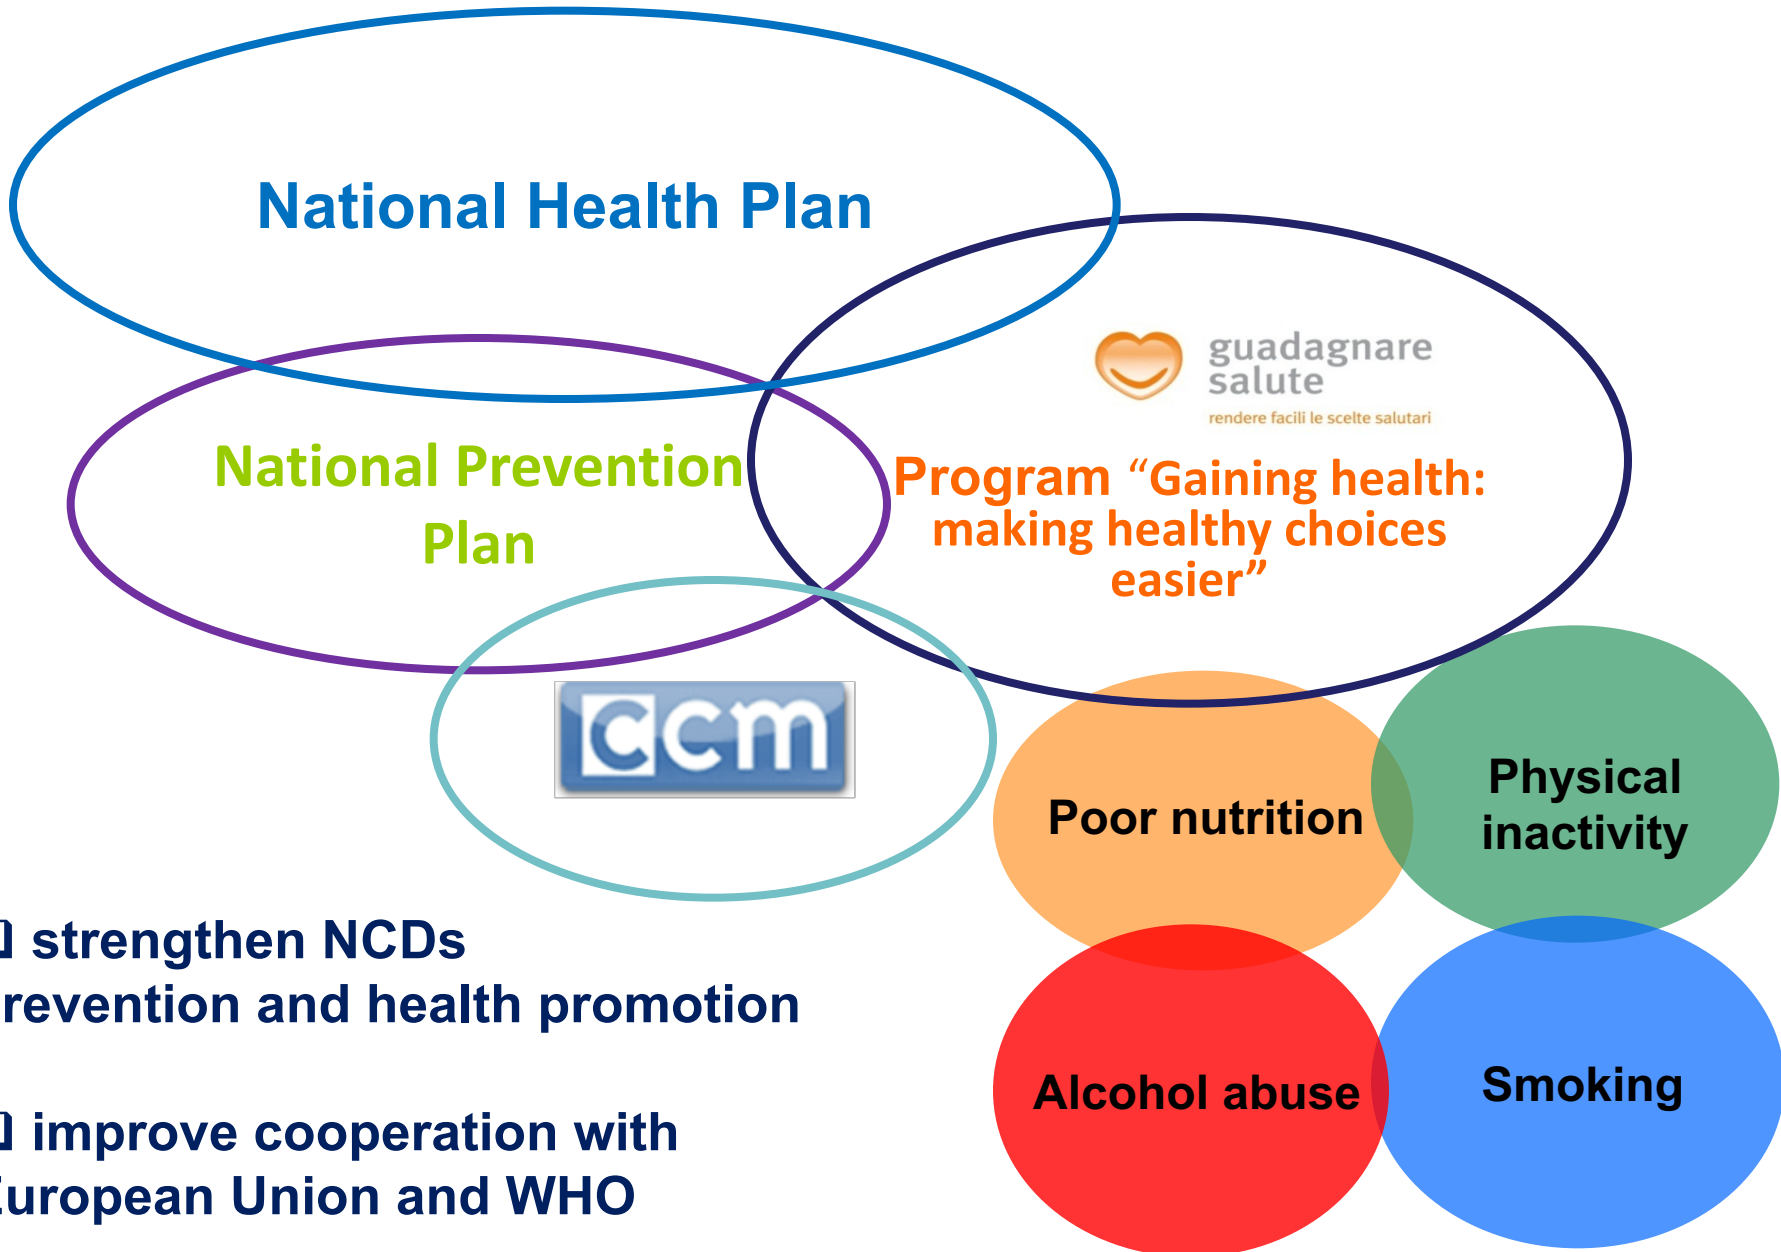 National Health Plan
guadagnare
salute
rendere facili le scelte salutari
National Prevention
Plan
Program “Gaining health:
making healthy choices
easier”
ccm
Poor nutrition
Physical
inactivity
Alcohol abuse
Smoking
❑ strengthen NCDs
revention and health promotion
❑ improve cooperation with
European Union and WHO